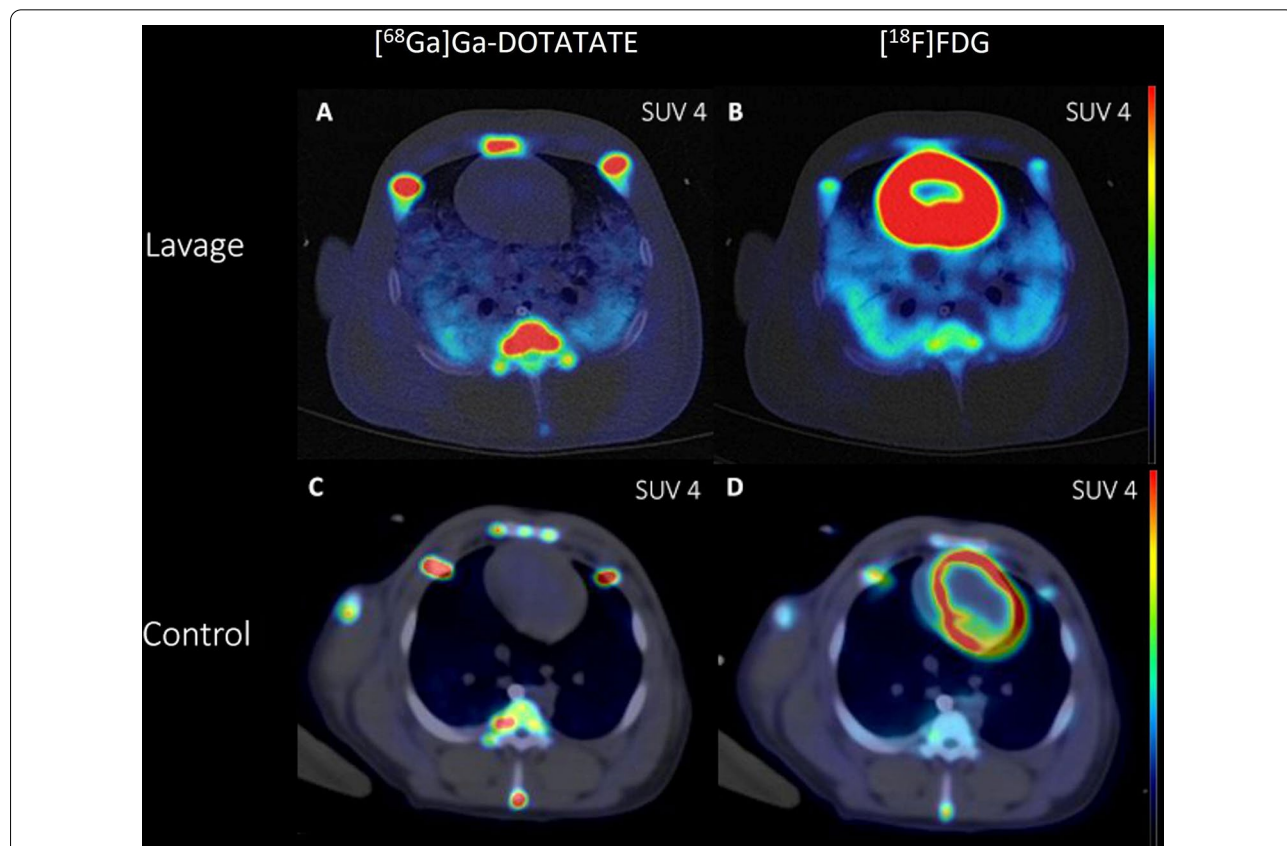 [⁶⁸Ga]Ga-DOTATATE [¹⁸F]FDG
A SUV 4 B SUV 4
Lavage
C SUV 4 D SUV 4
Control